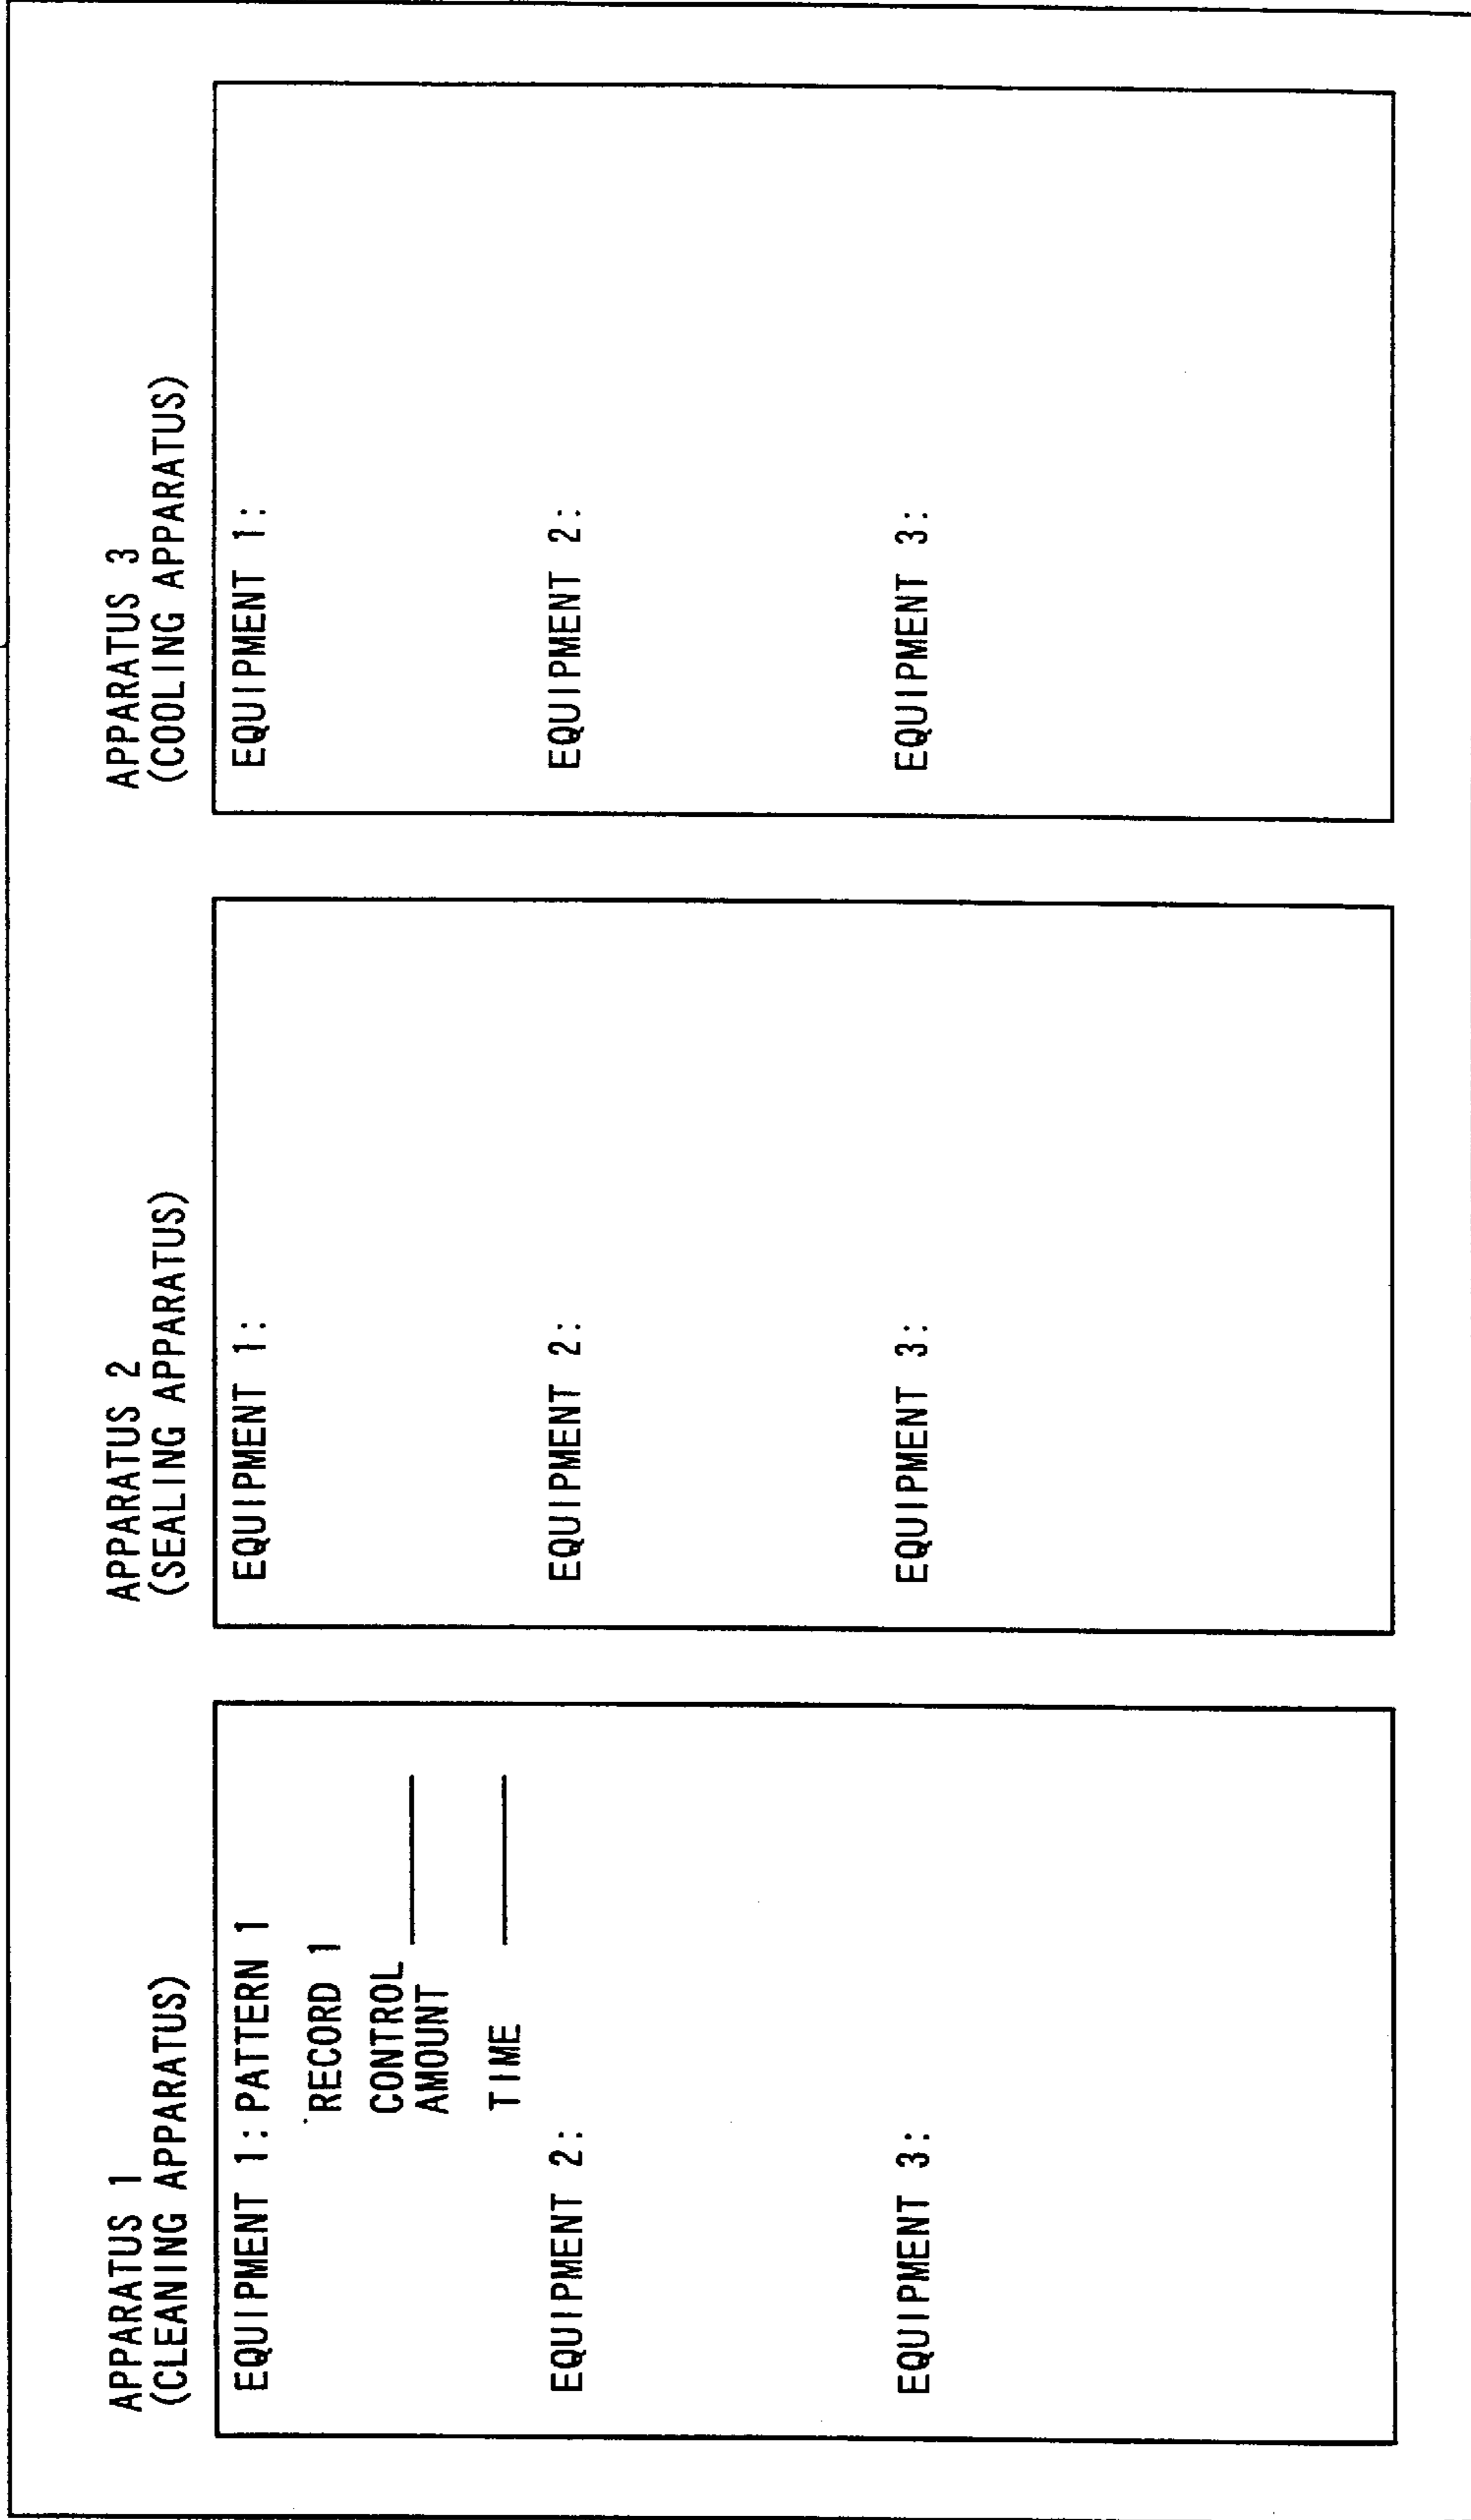 APPARATUS 1
(CLEANING APPARATUS)
EQUIPMENT 1: PATTERN 1
RECORD 1
CONTROL
AMOUNT
TIME
EQUIPMENT 2:
EQUIPMENT 3:
APPARATUS 2
(SEALING APPARATUS)
EQUIPMENT 1:
EQUIPMENT 2:
EQUIPMENT 3:
APPARATUS 3
(COOLING APPARATUS)
EQUIPMENT 1:
EQUIPMENT 2:
EQUIPMENT 3: